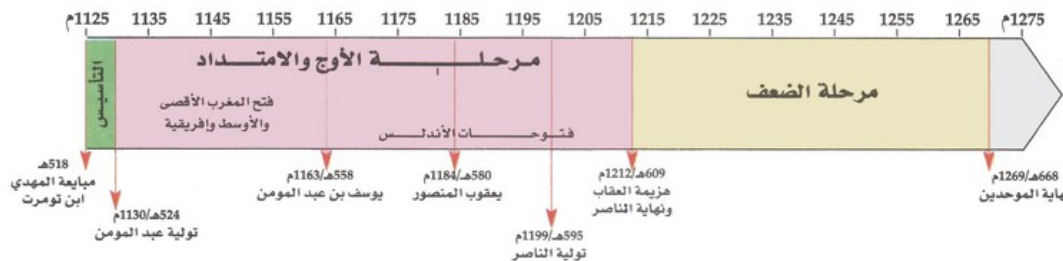 1125م 1135 1145 1155 1165 1175 1185 1195 1205 1215 1225 1235 1245 1255 1265 1275م
التأسيس
مرحلة الأوج والامتداد
فتح المغرب الأقصى
والأوسط وإفريقية
فتوحات الأندلس
مرحلة الضعف
518هـ
مبايعة المهدي
ابن تومرت
524هـ/1130م
تولية عبد المومن
558هـ/1163م
يوسف بن عبد المومن
580هـ/1184م
يعقوب المنصور
595هـ/1199م
تولية الناصر
609هـ/1212م
هزيمة العقاب
ونهاية الناصر
668هـ/1269م
هاية الموحدين